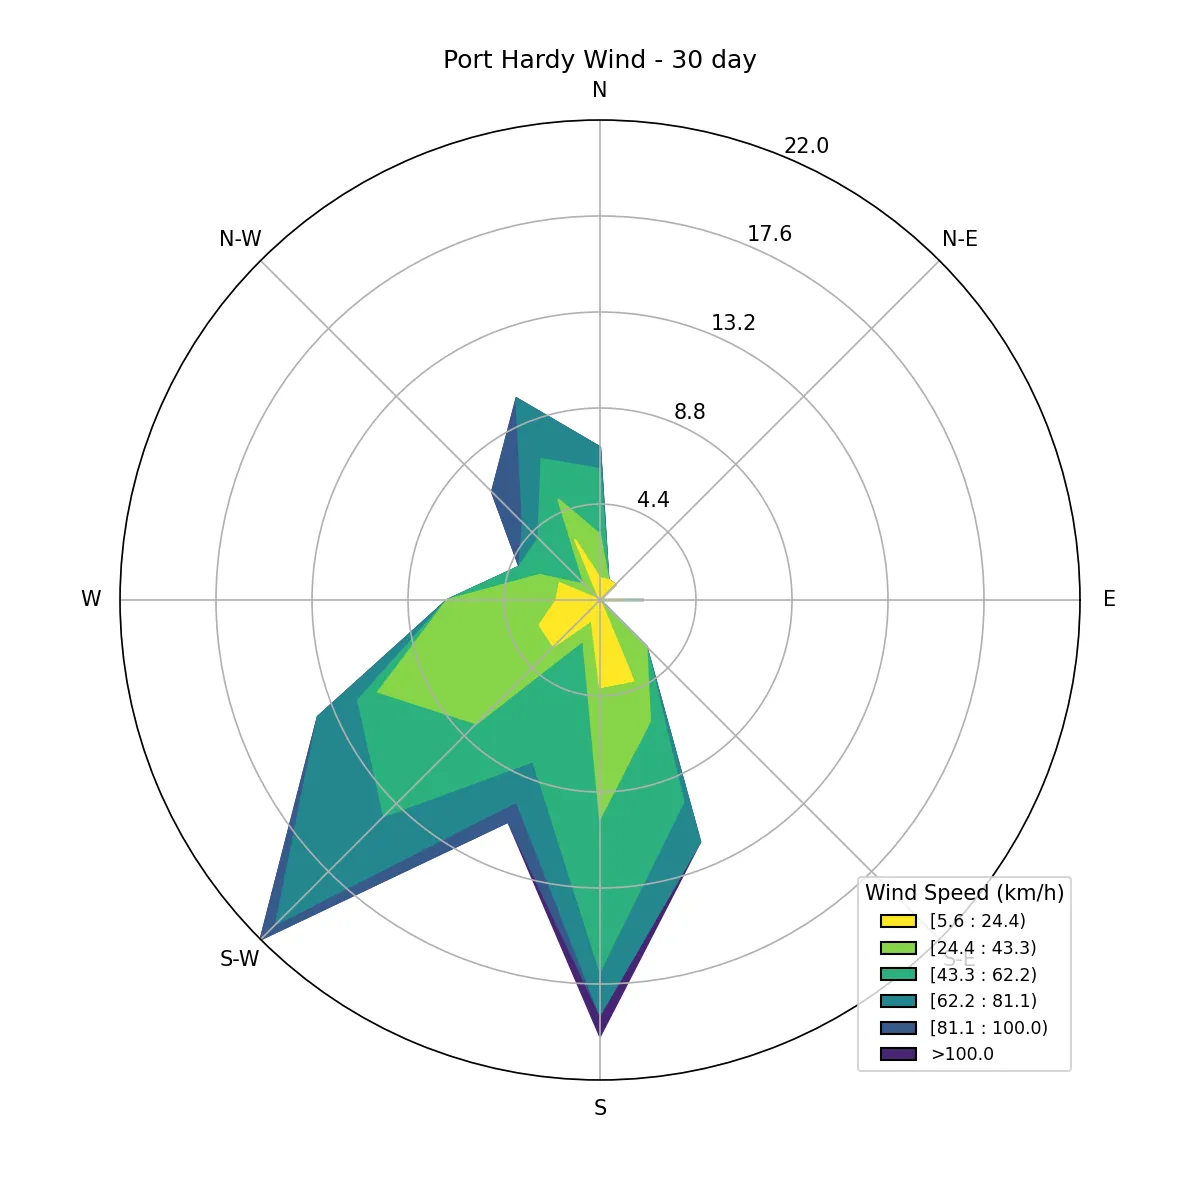 Port Hardy Wind - 30 day
N
22.0
N-W
17.6
N-E
13.2
8.8
4.4
W
E
Wind Speed (km/h)
[5.6 : 24.4)
[24.4 : 43.3)
S-W
S-E
[43.3 : 62.2)
[62.2 : 81.1)
[81.1 : 100.0)
>100.0
S